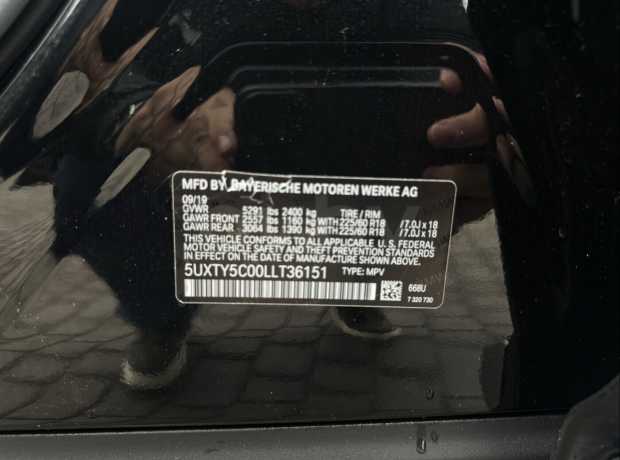 MFD BY BAYERISCHE MOTOREN WERKE AG
09/19
GVWR 5291 lbs 2400 kg TIRE / RIM
GAWR FRONT lbs 1160 kg WITH 225/60 R18 /7.0J x 18
GAWR REAR 3064 lbs 1390 kg WITH 225/60 R18 /7.0J x 18
THIS VEHICLE CONFORMS TO ALL APPLICABLE U. S. FEDERAL
MOTOR VEHICLE SAFETY AND THEFT PREVENTION STANDARDS
IN EFFECT ON THE DATE OF MANUFACTURE SHOWN ABOVE.
5UXTY5C00LLT36151 TYPE: MPV
668U
7 320 730